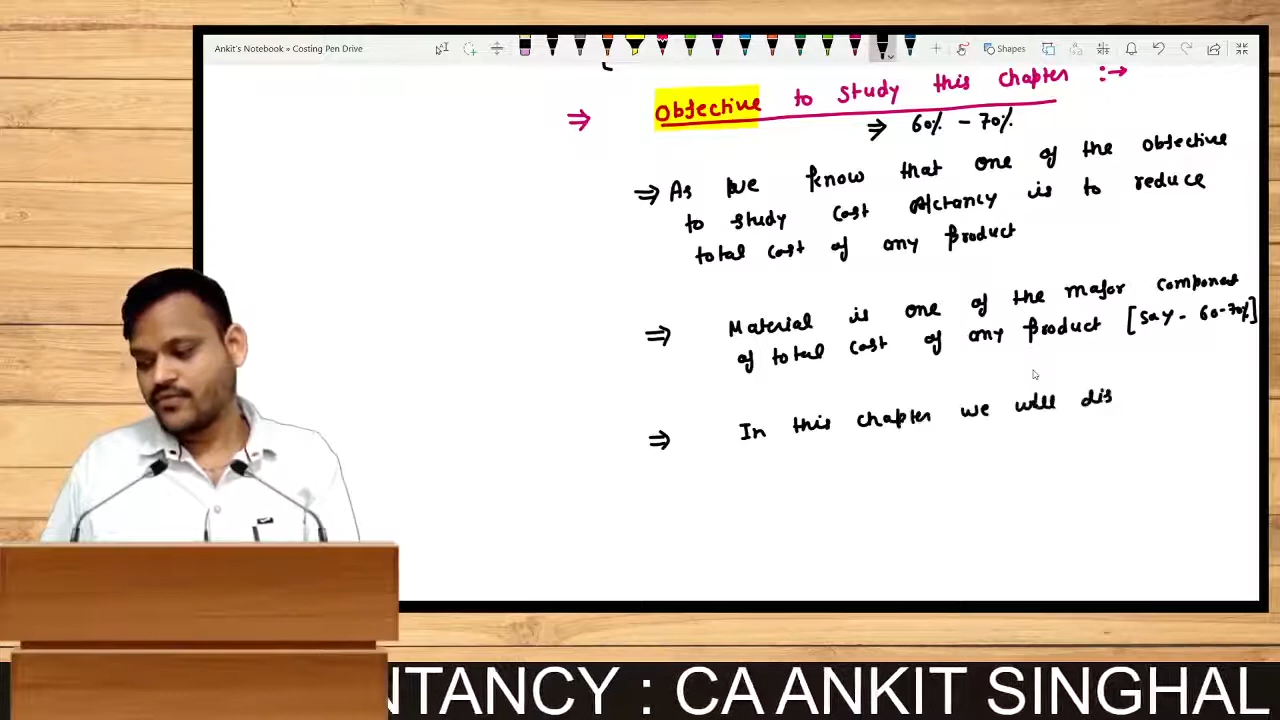 Ankit's Notebook » Costing Pen Drive
Shapes
⇒ Objective to study this chapter :→
⇒ 60% - 70%
⇒ As we know that one of the objective
to study cost is to reduce
total cost of any product
⇒ Material is one of the major component
of total cost of any product [say - 60-70%]
⇒ In this chapter we will dis
NTANCY : CA ANKIT SINGHAL